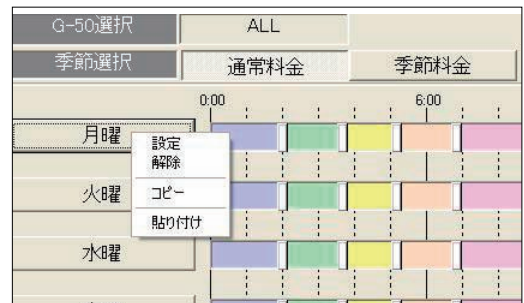 G-50選択 ALL
季節選択 通常料金 季節料金
0:00 6:00
月曜
設定
解除
火曜
コピー
貼り付け
水曜